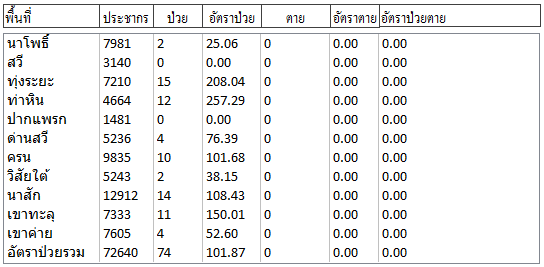 พื้นที่ ประชากร ป่วย อัตราป่วย ตาย อัตราตาย อัตราป่วยตาย
นาโพธิ์ 7981 2 25.06 0 0.00 0.00
สวี 3140 0 0.00 0 0.00 0.00
ทุ่งระยะ 7210 15 208.04 0 0.00 0.00
ท่าหิน 4664 12 257.29 0 0.00 0.00
ปากแพรก 1481 0 0.00 0 0.00 0.00
ด่านสวี 5236 4 76.39 0 0.00 0.00
ครน 9835 10 101.68 0 0.00 0.00
วิสัยใต้ 5243 2 38.15 0 0.00 0.00
นาสัก 12912 14 108.43 0 0.00 0.00
เขาทะลุ 7333 11 150.01 0 0.00 0.00
เขาค่าย 7605 4 52.60 0 0.00 0.00
อัตราป่วยรวม 72640 74 101.87 0 0.00 0.00